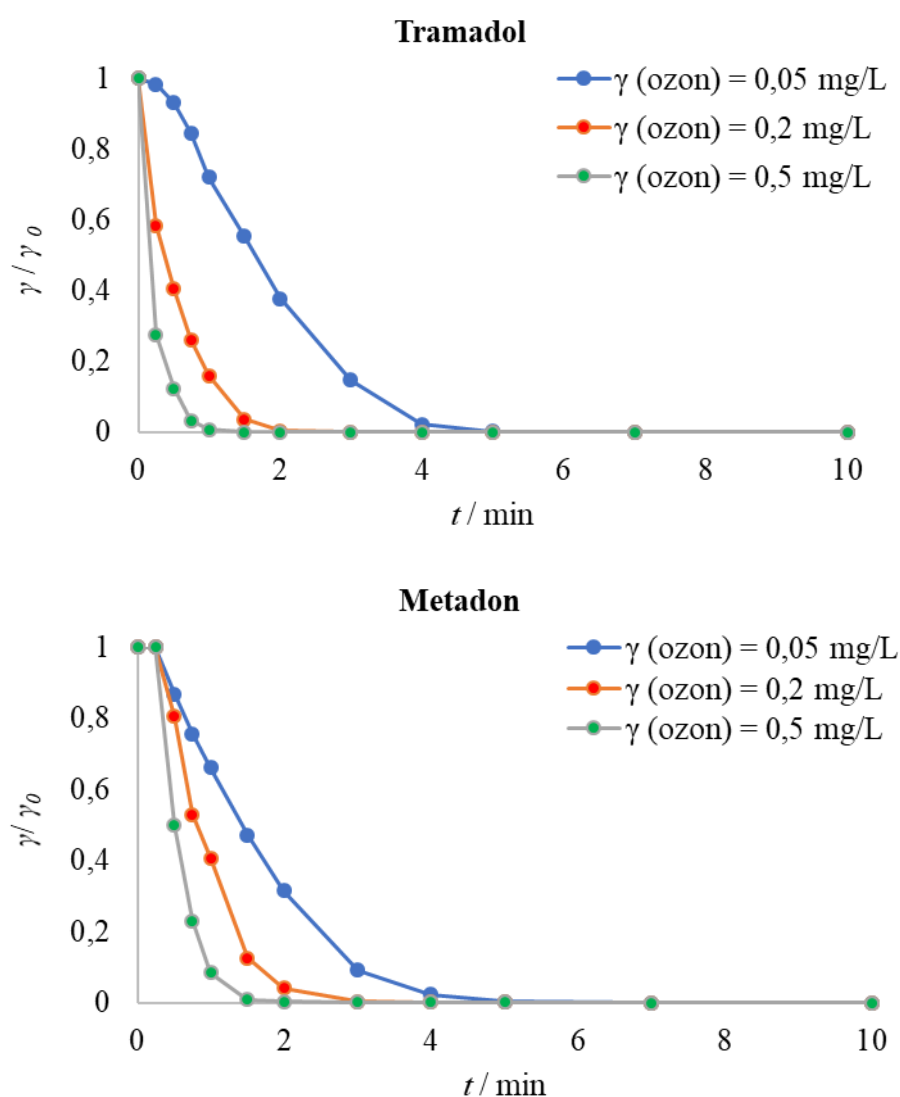 Tramadol
γ (ozon) = 0,05 mg/L
γ (ozon) = 0,2 mg/L
γ (ozon) = 0,5 mg/L
1
0,8
0,6
0,4
0,2
0
γ / γ 0
0 2 4 6 8 10
t / min
Metadon
γ (ozon) = 0,05 mg/L
γ (ozon) = 0,2 mg/L
γ (ozon) = 0,5 mg/L
1
0,8
0,6
0,4
0,2
0
γ/ γ0
0 2 4 6 8 10
t / min